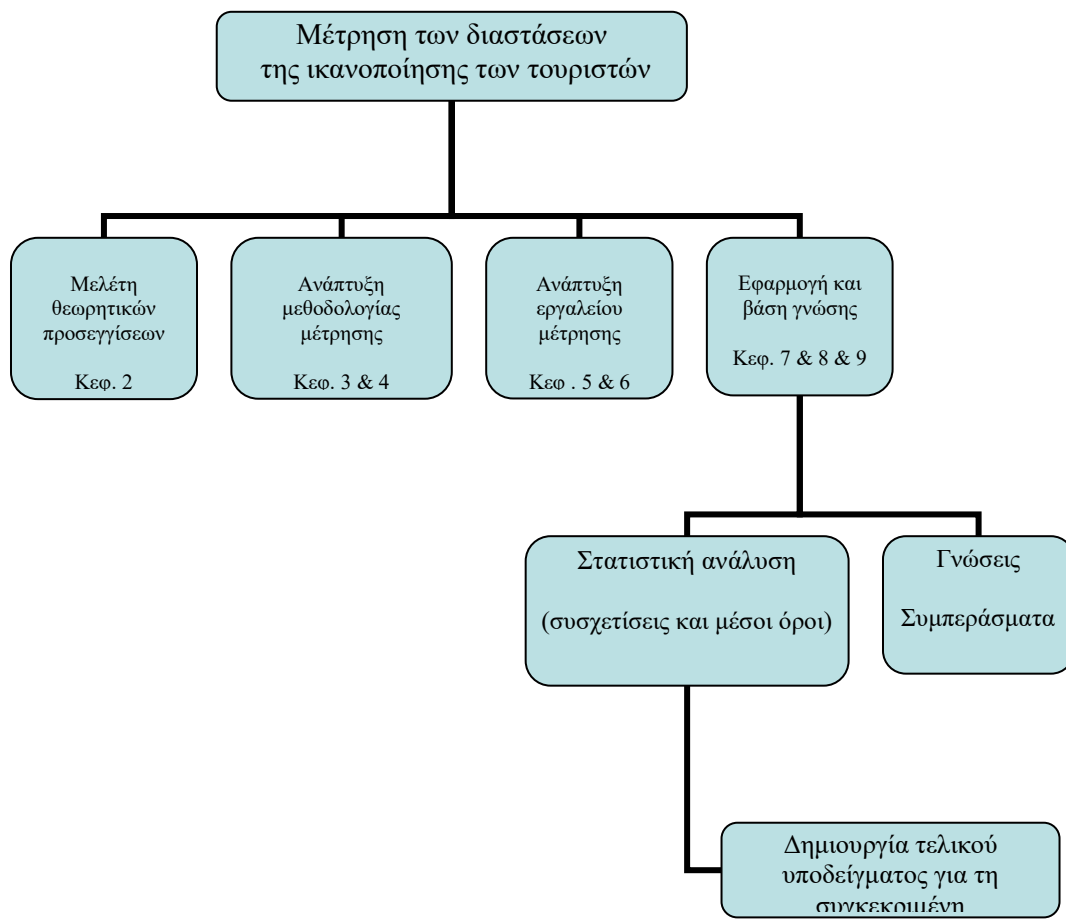 Μέτρηση των διαστάσεων
της ικανοποίησης των τουριστών
Μελέτη
θεωρητικών
προσεγγίσεων
Κεφ. 2
Ανάπτυξη
μεθοδολογίας
μέτρησης
Κεφ. 3 & 4
Ανάπτυξη
εργαλείου
μέτρησης
Κεφ . 5 & 6
Εφαρμογή και
βάση γνώσης
Κεφ. 7 & 8 & 9
Στατιστική ανάλυση
(συσχετίσεις και μέσοι όροι)
Γνώσεις
Συμπεράσματα
Δημιουργία τελικού
υποδείγματος για τη
συγκεκριμένη